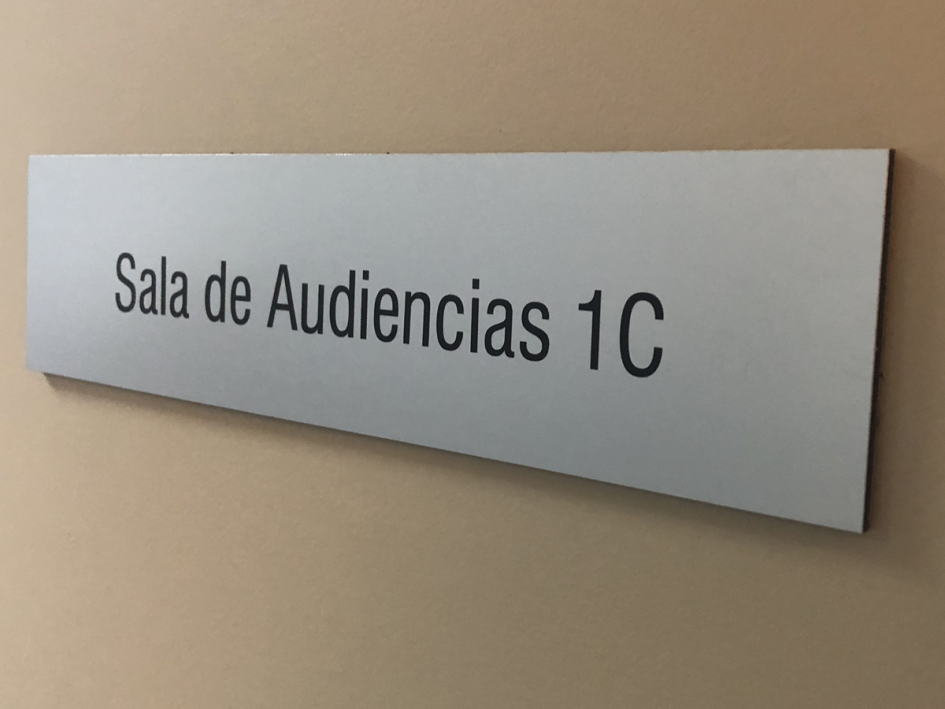 Sala de Audiencias 1C